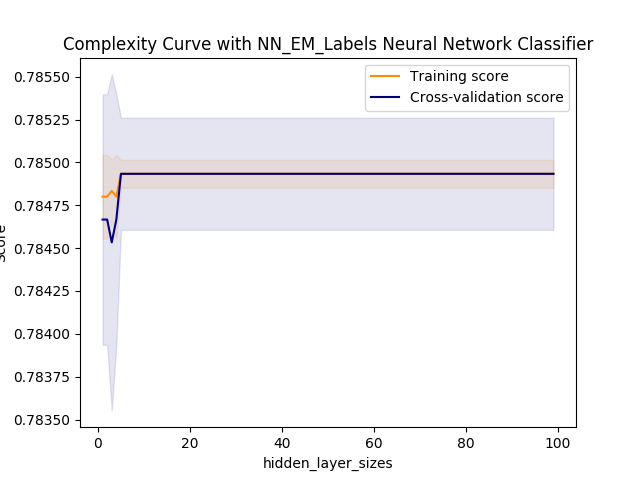 Complexity Curve with NN_EM_Labels Neural Network Classifier
Training score
Cross-validation score
0.78550
0.78525
0.78500
0.78475
0.78450
0.78425
0.78400
0.78375
0.78350
Score
0 20 40 60 80 100
hidden_layer_sizes